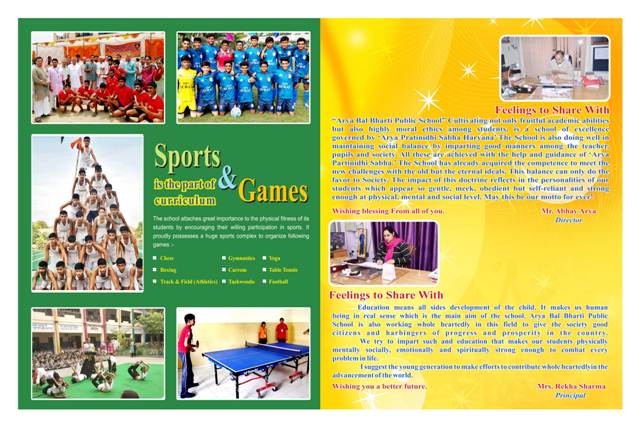 Sports
is the part of
curriculum
&
Games
The school attaches great importance to the physical fitness of its
students by encouraging their willing participation in sports. It
proudly possesses a huge sports complex to organize following
games :-
Chess
Gymnastics
Yoga
Boxing
Carrom
Table Tennis
Track & Field (Athletics)
Taekwondo
Football
Feelings to Share With
"Arya Bal Bharti Public School" Cultivating not only fruitful academic abilities
but also highly moral ethics among students, is a school of excellence
governed by 'Arya Pratinidhi Sabha Haryana' The School is also doing well in
maintaining social balance by imparting good manners among the teacher,
pupils and society. All these are achieved with the help and guidance of 'Arya
Partinidhi Sabha.' The School has already acquired the competence to meet the
new challenges with the old but the eternal ideals. This balance can only do the
favor to Society. The impact of this doctrine reflects in the personalities of our
students which appear so gentle, meek, obedient but self-reliant and strong
enough at physical, mental and social level. May this be our motto for ever!
Wishing blessing From all of you.
Mr. Abhay Arya
Director
Feelings to Share With
Education means all sides development of the child. It makes us human
being in real sense which is the main aim of the school. Arya Bal Bharti Public
School is also working whole heartedly in this field to give the society good
citizens and harbingers of progress and prosperity in the country.
We try to impart such and education that makes our students physically
mentally socially, emotionally and spiritually strong enough to combat every
problem in life.
I suggest the young generation to make efforts to contribute whole heartedly in the
advancement of the world.
Wishing you a better future.
Mrs. Rekha Sharma
Principal